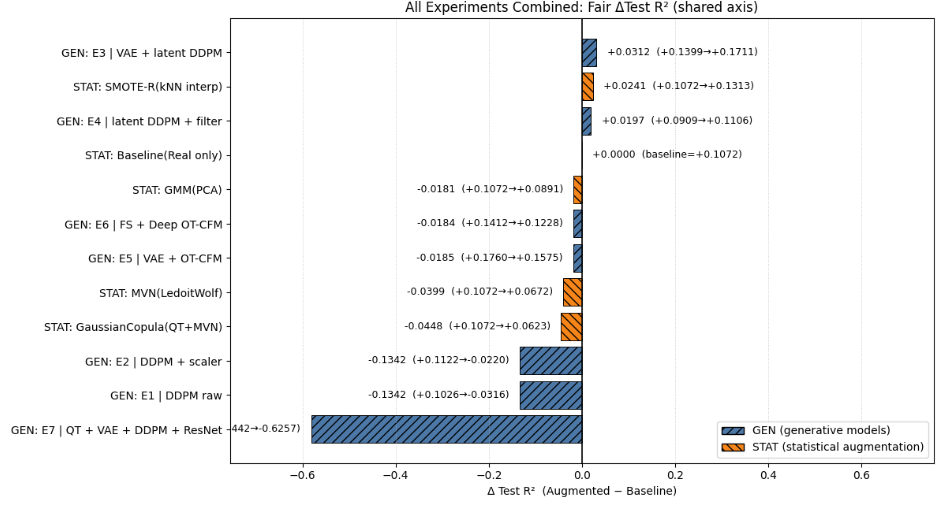 All Experiments Combined: Fair ΔTest R² (shared axis)
GEN: E3 | VAE + latent DDPM +0.0312 (+0.1399→+0.1711)
STAT: SMOTE-R(kNN interp) +0.0241 (+0.1072→+0.1313)
GEN: E4 | latent DDPM + filter +0.0197 (+0.0909→+0.1106)
STAT: Baseline(Real only) +0.0000 (baseline=+0.1072)
STAT: GMM(PCA) -0.0181 (+0.1072→+0.0891)
GEN: E6 | FS + Deep OT-CFM -0.0184 (+0.1412→+0.1228)
GEN: E5 | VAE + OT-CFM -0.0185 (+0.1760→+0.1575)
STAT: MVN(LedoitWolf) -0.0399 (+0.1072→+0.0672)
STAT: GaussianCopula(QT+MVN) -0.0448 (+0.1072→+0.0623)
GEN: E2 | DDPM + scaler -0.1342 (+0.1122→-0.0220)
GEN: E1 | DDPM raw -0.1342 (+0.1026→-0.0316)
GEN: E7 | QT + VAE + DDPM + ResNet 442→-0.6257)
GEN (generative models)
STAT (statistical augmentation)
−0.6 −0.4 −0.2 0.0 0.2 0.4 0.6
Δ Test R² (Augmented − Baseline)